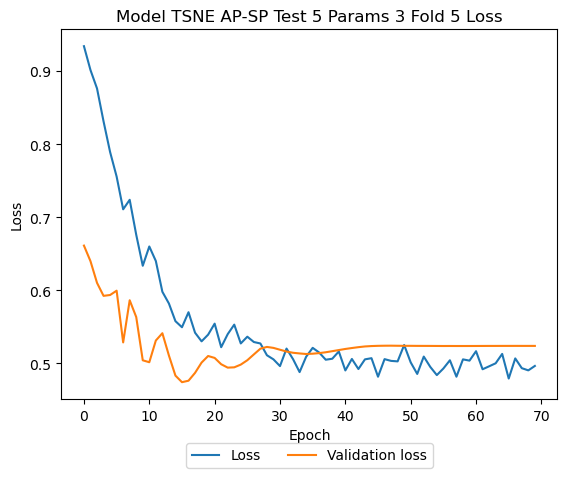 Model TSNE AP-SP Test 5 Params 3 Fold 5 Loss
Loss
0.9
0.8
0.7
0.6
0.5
0 10 20 30 40 50 60 70
Epoch
Loss Validation loss